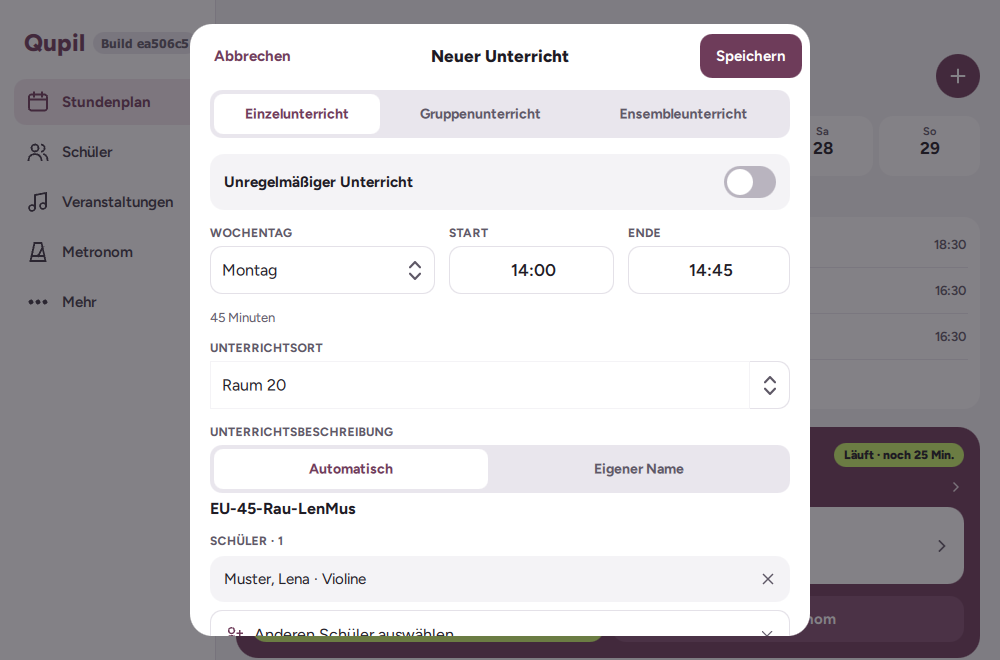 Qupil
Build ea506c5
Stundenplan
Schüler
Veranstaltungen
Metronom
Mehr
Abbrechen
Neuer Unterricht
Speichern
Einzelunterricht
Gruppenunterricht
Ensembleunterricht
Unregelmäßiger Unterricht
WOCHENTAG
START
ENDE
Montag
14:00
14:45
45 Minuten
UNTERRICHTSORT
Raum 20
UNTERRICHTSBESCHREIBUNG
Automatisch
Eigener Name
EU-45-Rau-LenMus
SCHÜLER · 1
Muster, Lena · Violine
Anderen Schüler auswählen
Sa
28
So
29
18:30
16:30
16:30
Läuft · noch 25 Min.